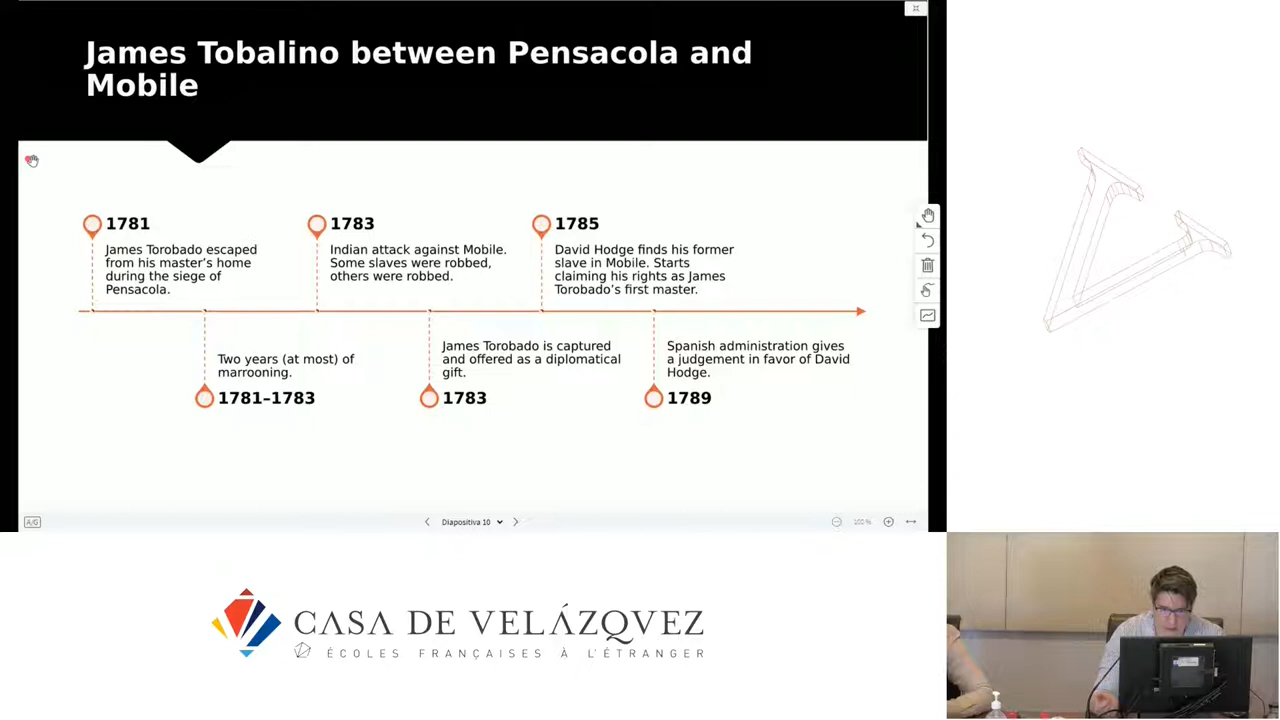 James Tobalino between Pensacola and
Mobile
1781
James Torobado escaped
from his master's home
during the siege of
Pensacola.
1783
Indian attack against Mobile.
Some slaves were robbed,
others were robbed.
1785
David Hodge finds his former
slave in Mobile. Starts
claiming his rights as James
Torobado's first master.
Two years (at most) of
marrooning.
1781–1783
James Torobado is captured
and offered as a diplomatical
gift.
1783
Spanish administration gives
a judgement in favor of David
Hodge.
1789
A/G
Diapositiva 10
100 %
CASA DE VELÁZQVEZ
ÉCOLES FRANÇAISES À L'ÉTRANGER